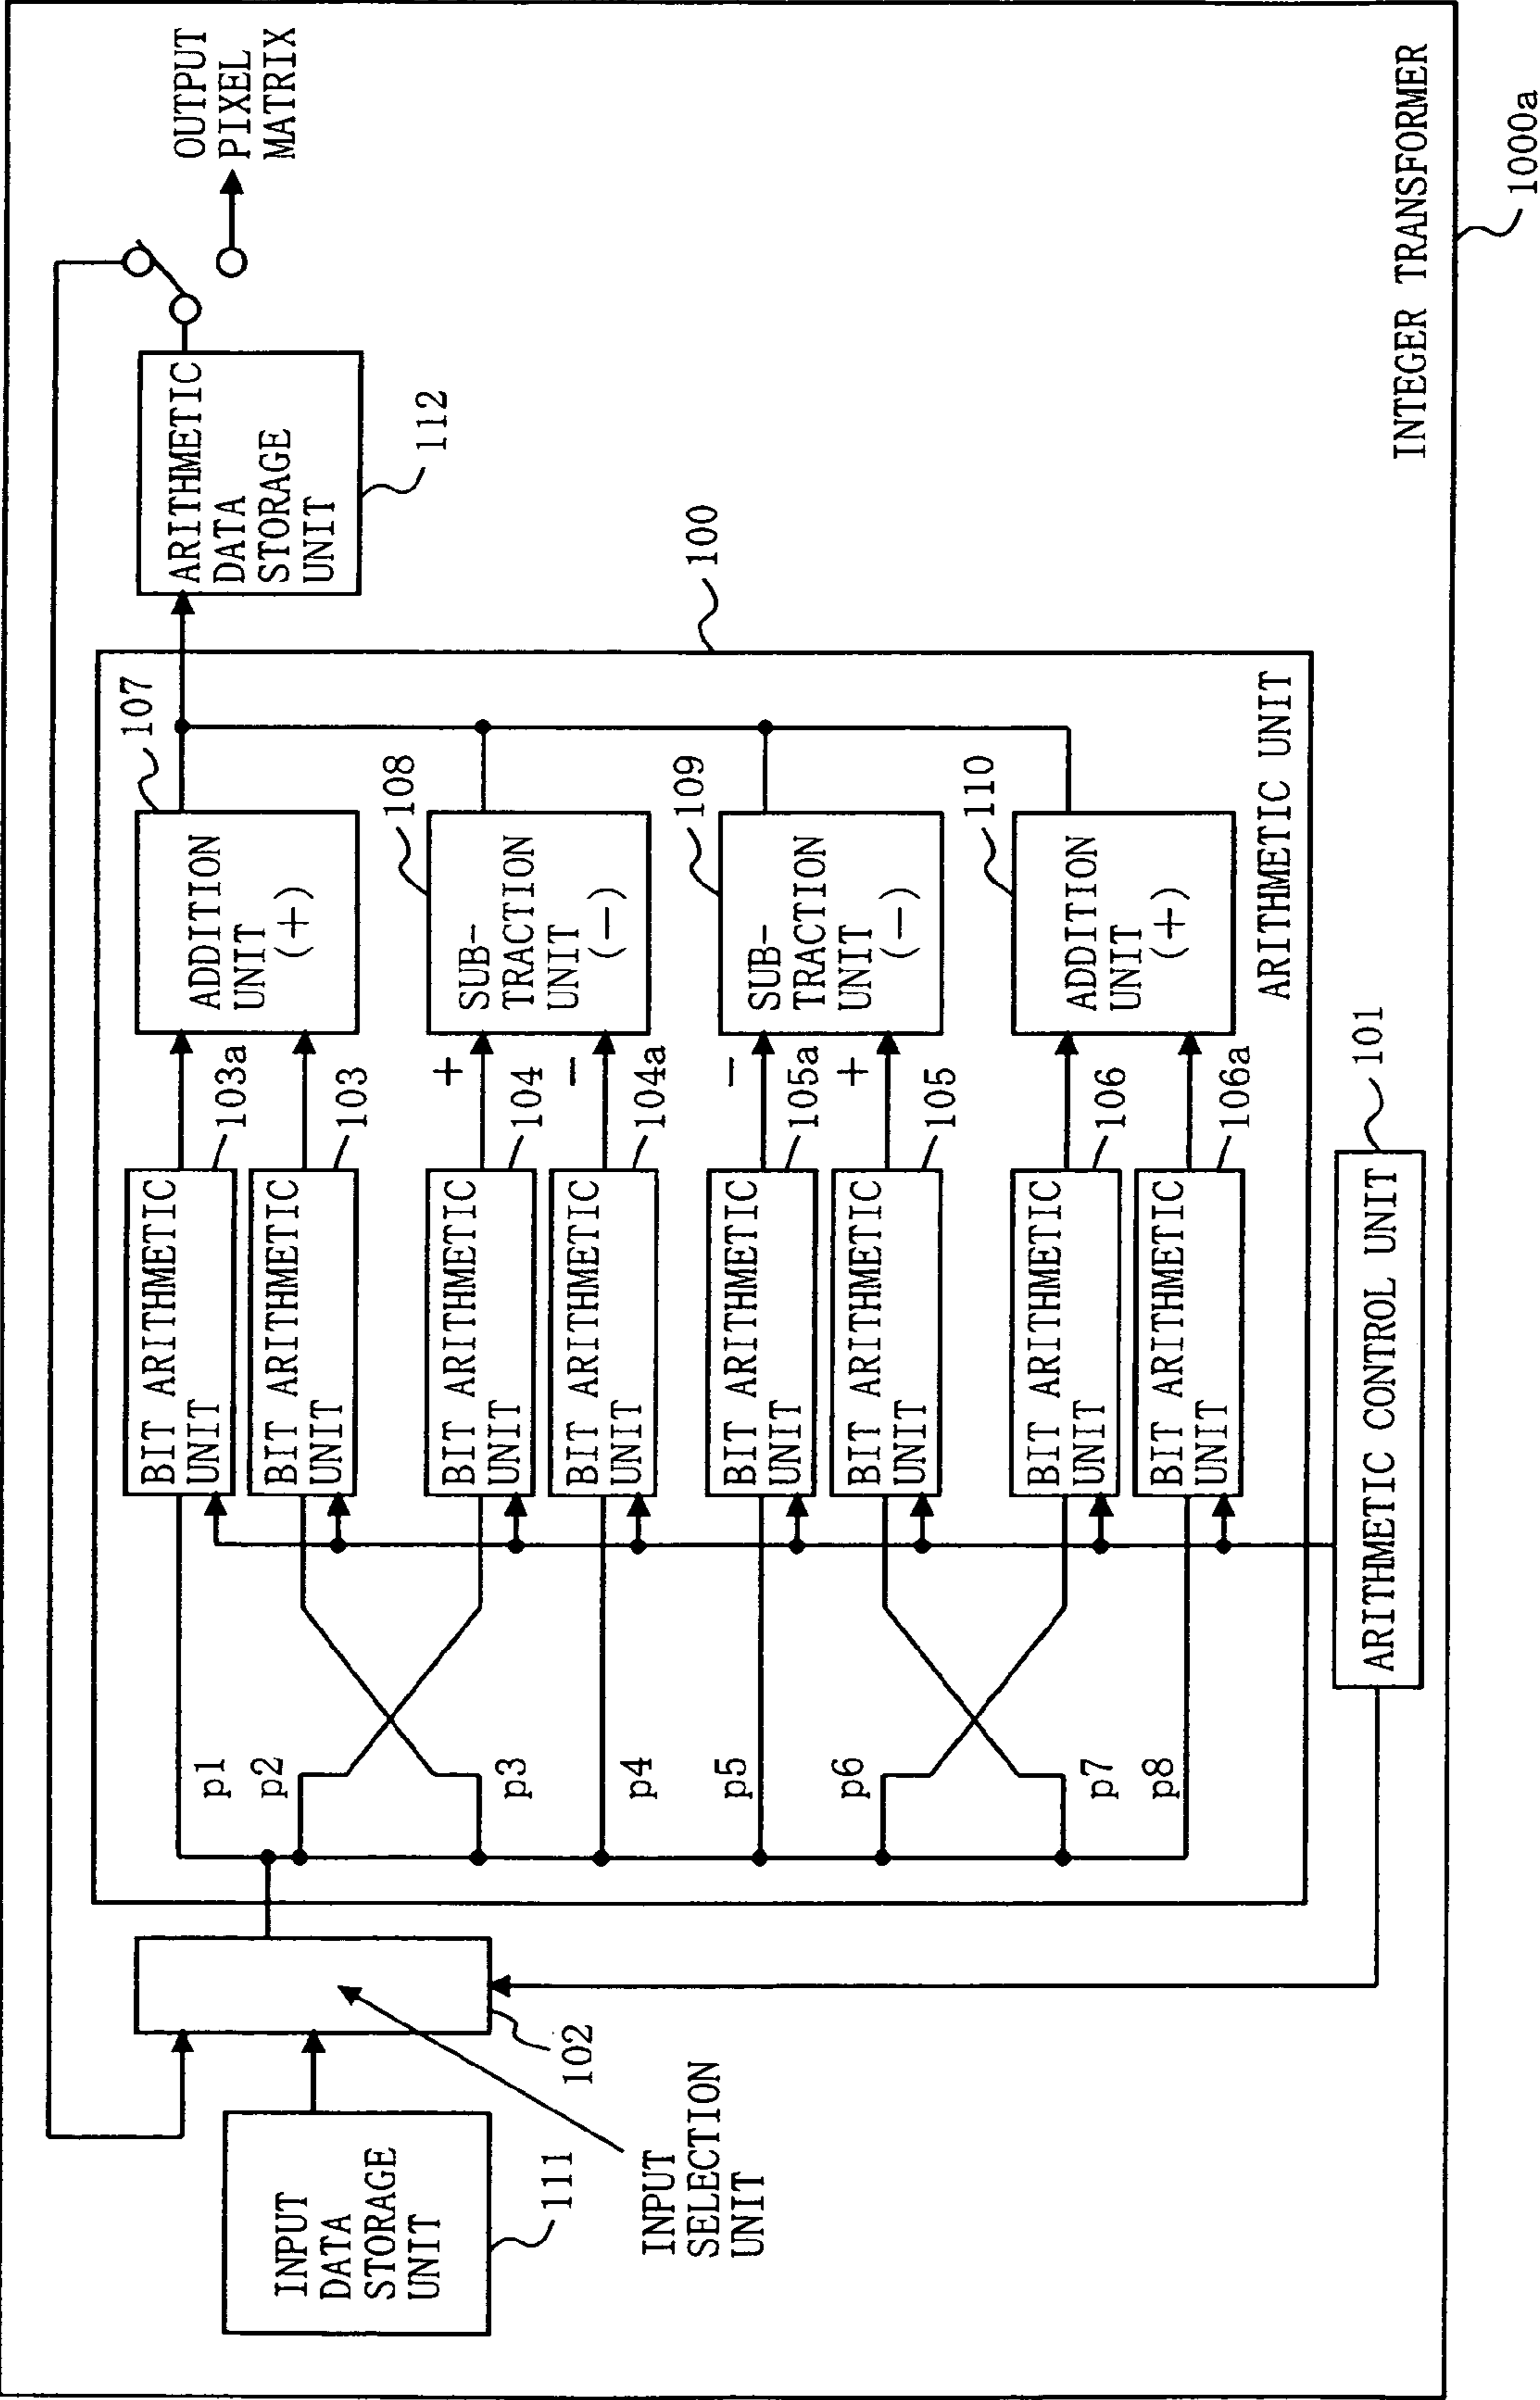 INPUT
DATA
STORAGE
UNIT
111
INPUT
SELECTION
UNIT
102
p1
p2
p3
p4
p5
p6
p7
p8
BIT ARITHMETIC
UNIT
103a
BIT ARITHMETIC
UNIT
103
BIT ARITHMETIC
UNIT
104
BIT ARITHMETIC
UNIT
104a
BIT ARITHMETIC
UNIT
105a
BIT ARITHMETIC
UNIT
105
BIT ARITHMETIC
UNIT
106
BIT ARITHMETIC
UNIT
106a
+
−
−
+
ADDITION
UNIT
(+)
107
SUB-
TRACTION
UNIT
(−)
108
SUB-
TRACTION
UNIT
(−)
109
ADDITION
UNIT
(+)
110
ARITHMETIC UNIT
100
ARITHMETIC CONTROL UNIT
101
ARITHMETIC
DATA
STORAGE
UNIT
112
OUTPUT
PIXEL
MATRIX
INTEGER TRANSFORMER
1000a